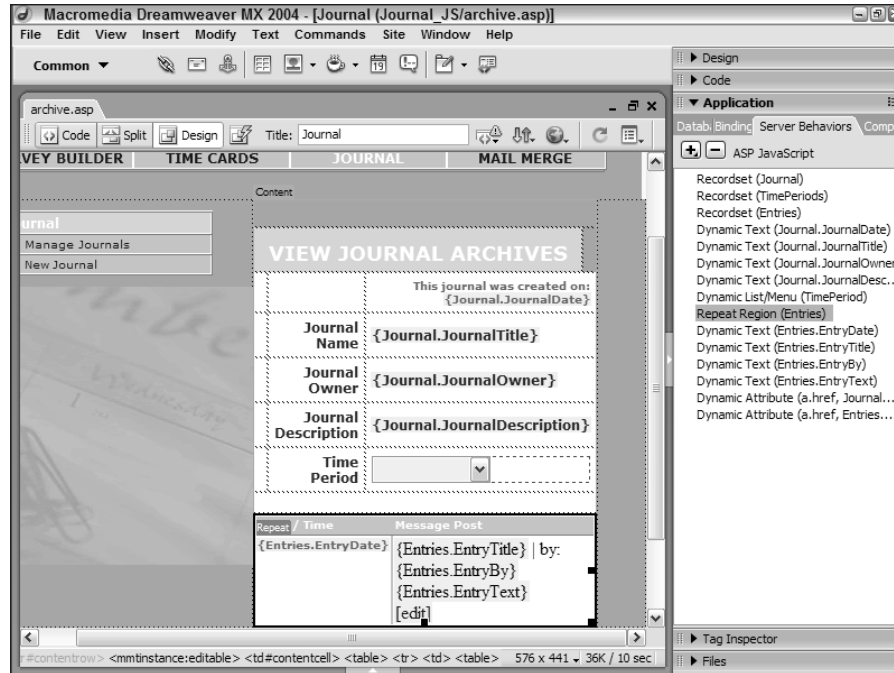 Macromedia Dreamweaver MX 2004 - [Journal (Journal_JS/archive.asp)]
File Edit View Insert Modify Text Commands Site Window Help
Common
archive.asp
Code Split Design Title: Journal
VEY BUILDER TIME CARDS JOURNAL MAIL MERGE
Content
urnal
Manage Journals
New Journal
VIEW JOURNAL ARCHIVES
This journal was created on:
{Journal.JournalDate}
Journal
Name {Journal.JournalTitle}
Journal
Owner {Journal.JournalOwner}
Journal
Description {Journal.JournalDescription}
Time
Period
Repeat / Time Message Post
{Entries.EntryDate} {Entries.EntryTitle} | by:
{Entries.EntryBy}
{Entries.EntryText}
[edit]
r#contentrow> <mmtinstance:editable> <td#contentcell> <table> <tr> <td> <table> 576 x 441 36K / 10 sec
Design
Code
Application
Datab Binding Server Behaviors Comp
ASP JavaScript
Recordset (Journal)
Recordset (TimePeriods)
Recordset (Entries)
Dynamic Text (Journal.JournalDate)
Dynamic Text (Journal.JournalTitle)
Dynamic Text (Journal.JournalOwner
Dynamic Text (Journal.JournalDesc...
Dynamic List/Menu (TimePeriod)
Repeat Region (Entries)
Dynamic Text (Entries.EntryDate)
Dynamic Text (Entries.EntryTitle)
Dynamic Text (Entries.EntryBy)
Dynamic Text (Entries.EntryText)
Dynamic Attribute (a.href, Journal...
Dynamic Attribute (a.href, Entries...
Tag Inspector
Files